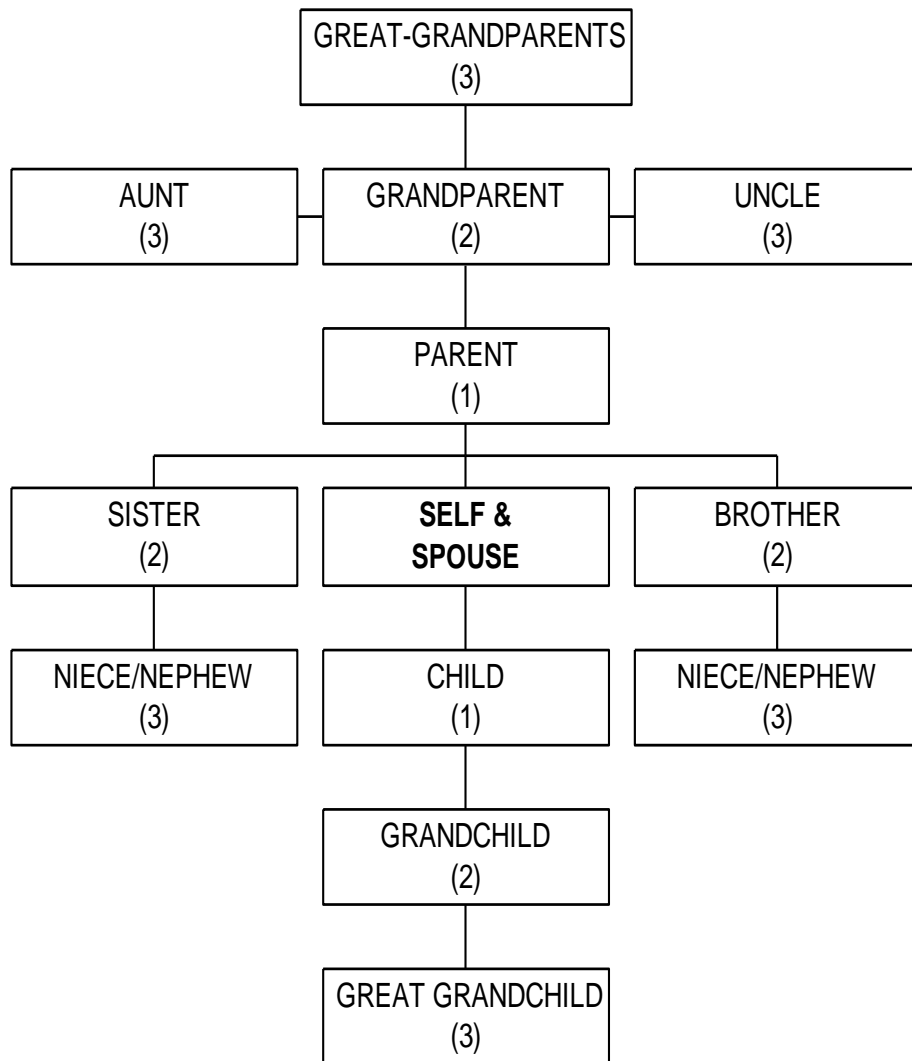 GREAT-GRANDPARENTS
(3)
AUNT
(3)
GRANDPARENT
(2)
UNCLE
(3)
PARENT
(1)
SISTER
(2)
SELF &
SPOUSE
BROTHER
(2)
NIECE/NEPHEW
(3)
CHILD
(1)
NIECE/NEPHEW
(3)
GRANDCHILD
(2)
GREAT GRANDCHILD
(3)